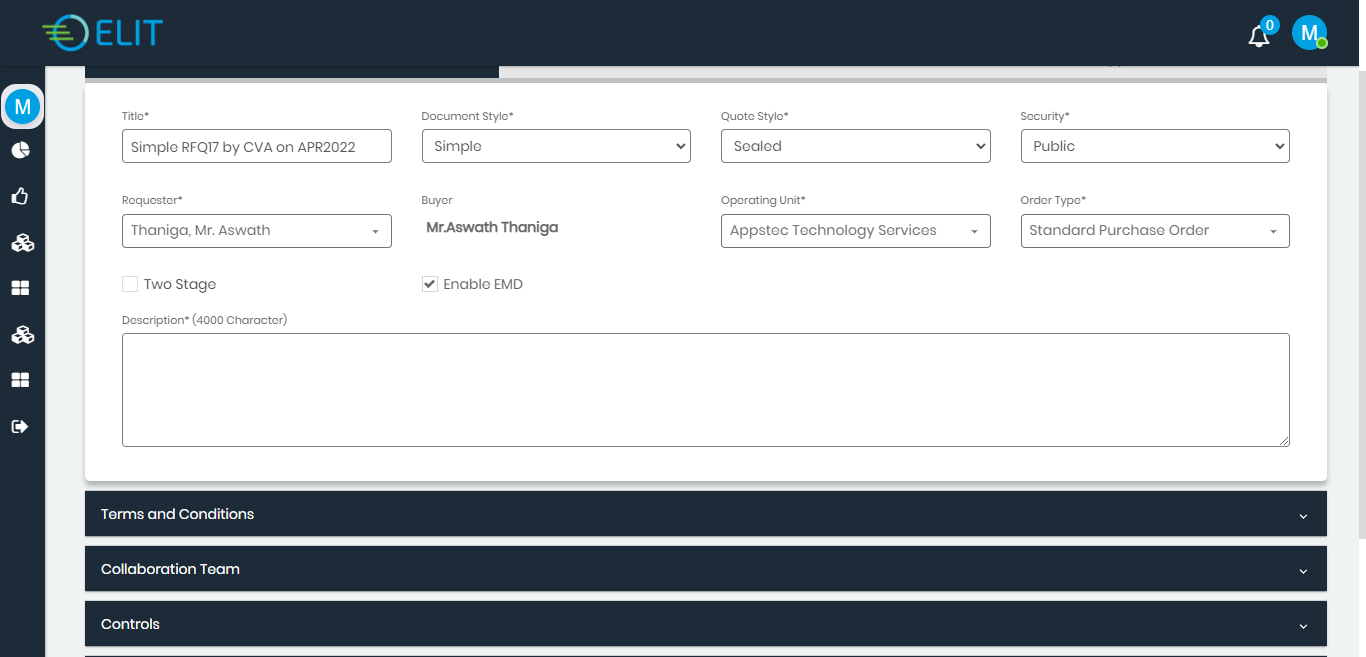 ELIT
0
M
M
Title* Document Style* Quote Style* Security*
Simple RFQ17 by CVA on APR2022 Simple Sealed Public
Requester* Buyer Operating Unit* Order Type*
Thaniga, Mr. Aswath Mr.Aswath Thaniga Appstec Technology Services Standard Purchase Order
Two Stage Enable EMD
Description* (4000 Character)
Terms and Conditions
Collaboration Team
Controls